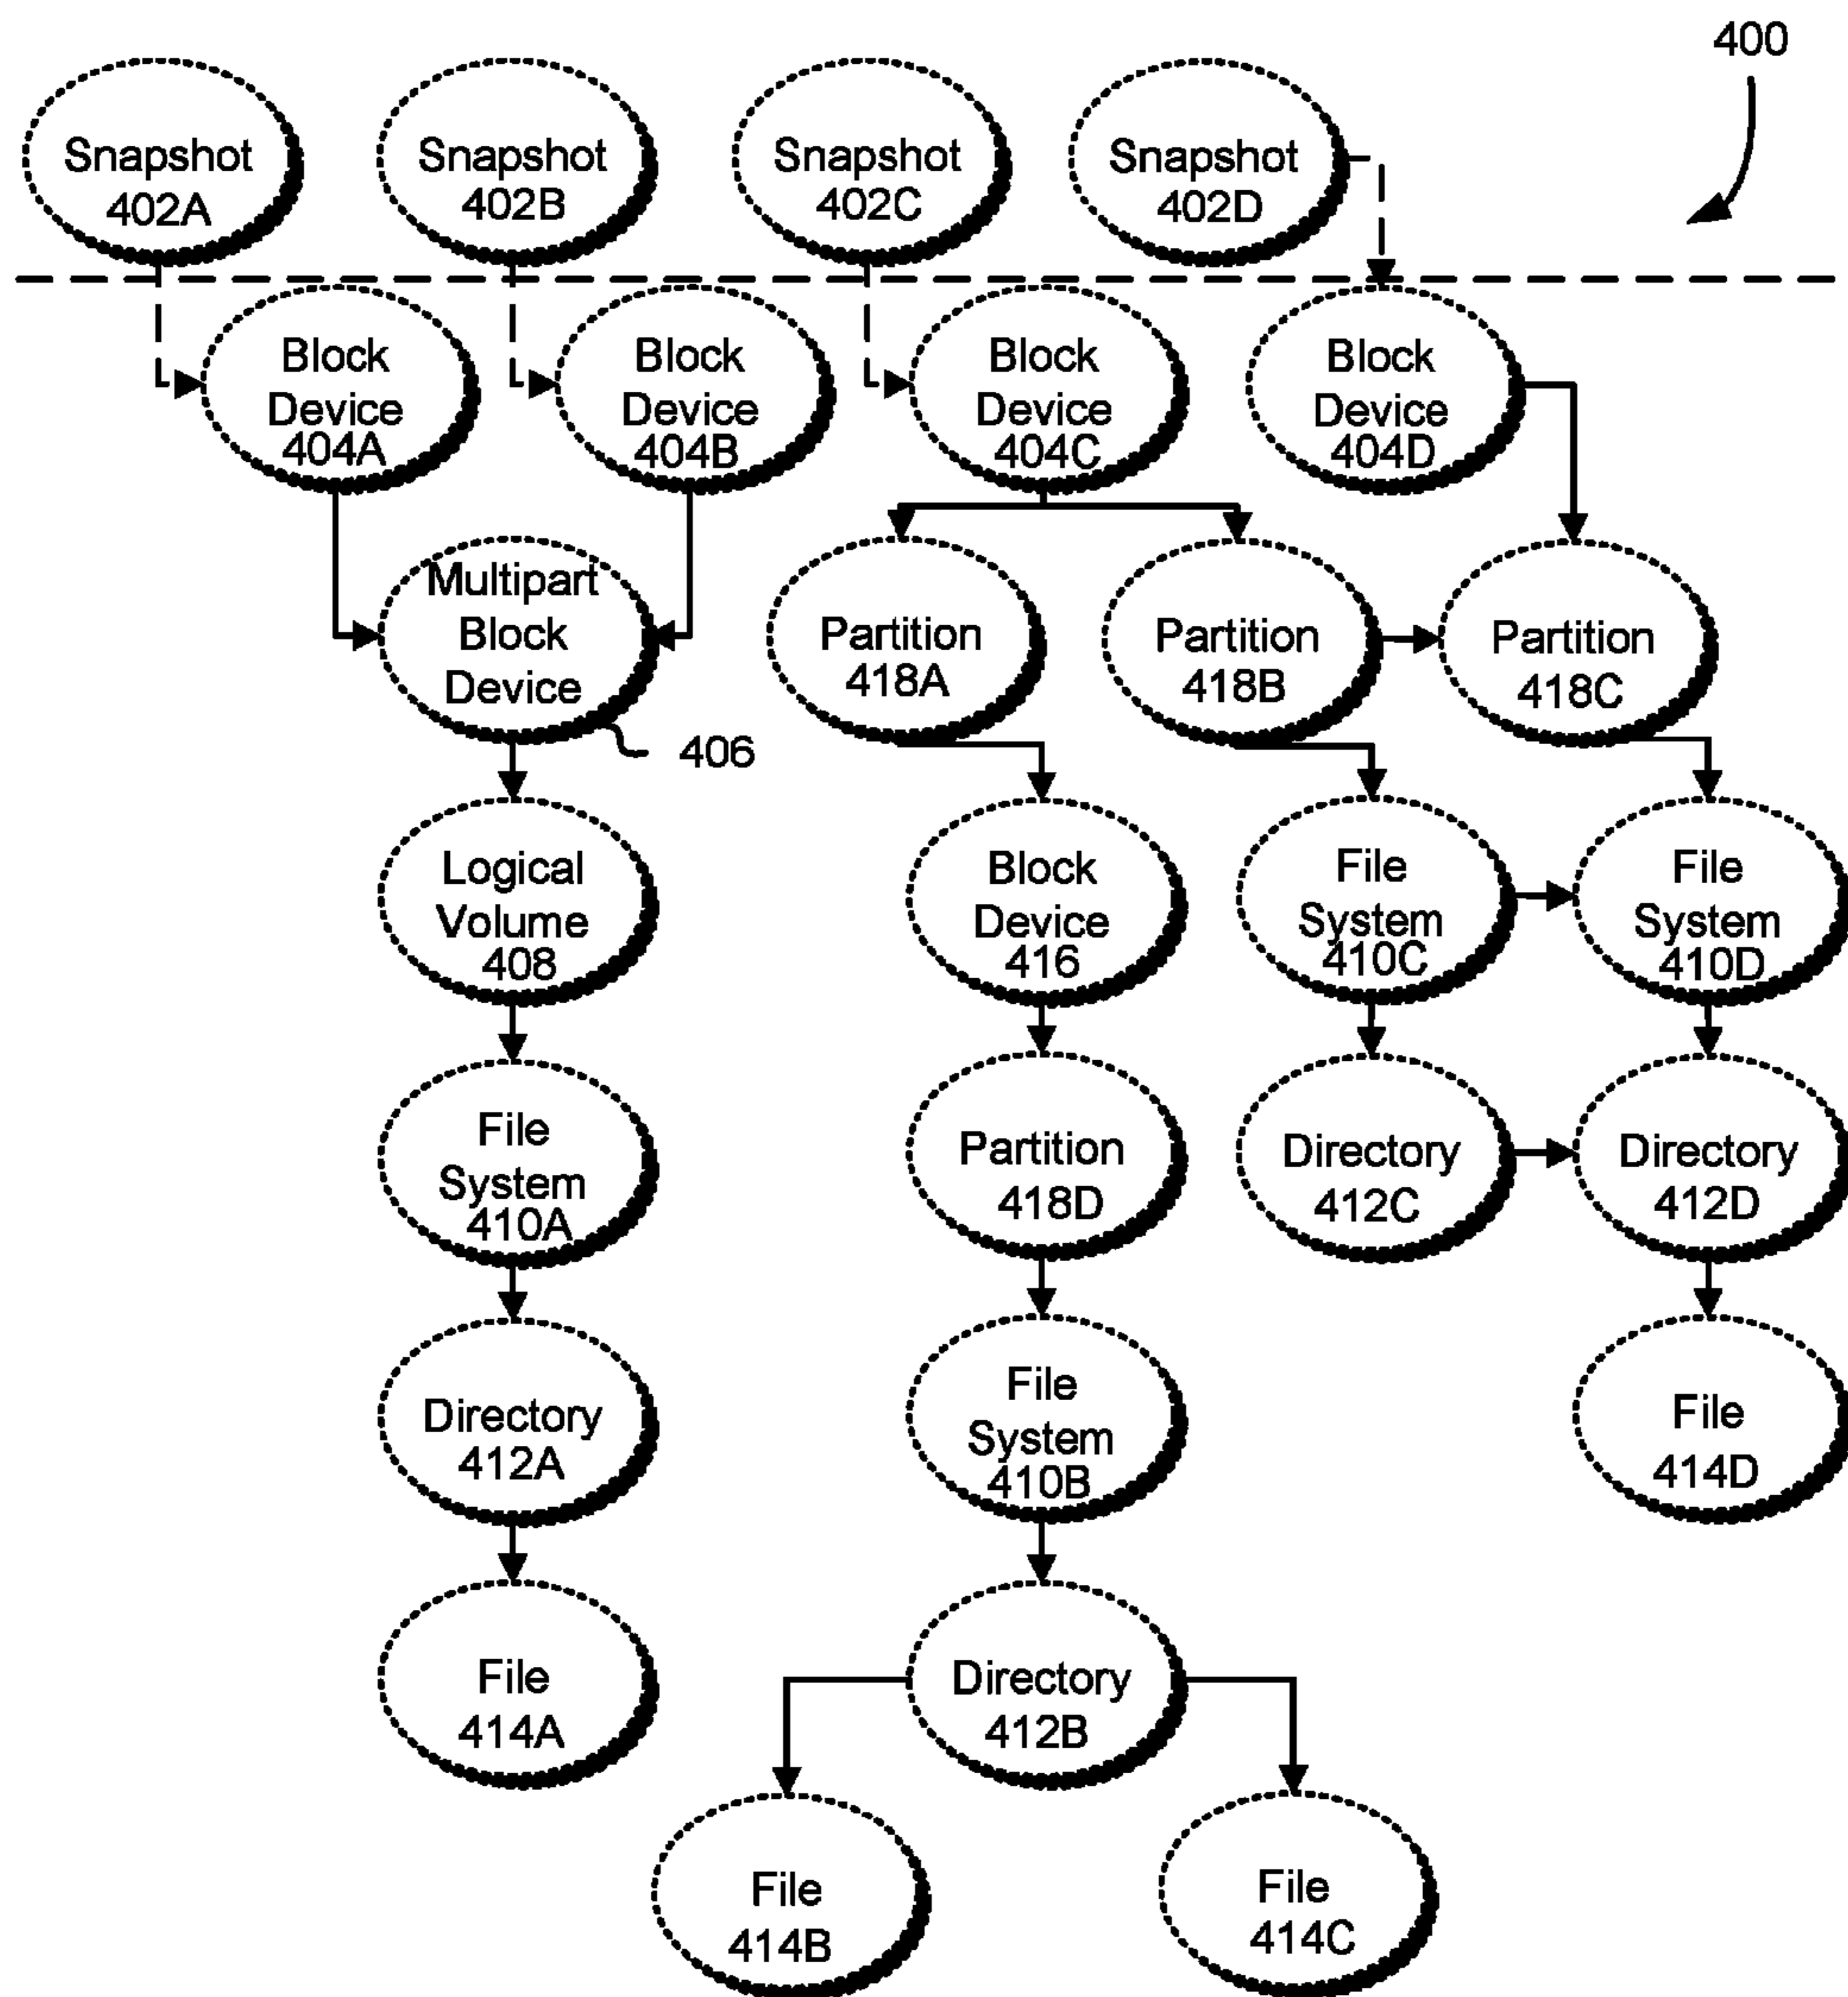 400
Snapshot
402A
Snapshot
402B
Snapshot
402C
Snapshot
402D
Block
Device
404A
Block
Device
404B
Block
Device
404C
Block
Device
404D
Multipart
Block
Device
406
Partition
418A
Partition
418B
Partition
418C
Logical
Volume
408
Block
Device
416
File
System
410C
File
System
410D
File
System
410A
Partition
418D
Directory
412C
Directory
412D
Directory
412A
File
System
410B
File
414D
File
414A
Directory
412B
File
414B
File
414C